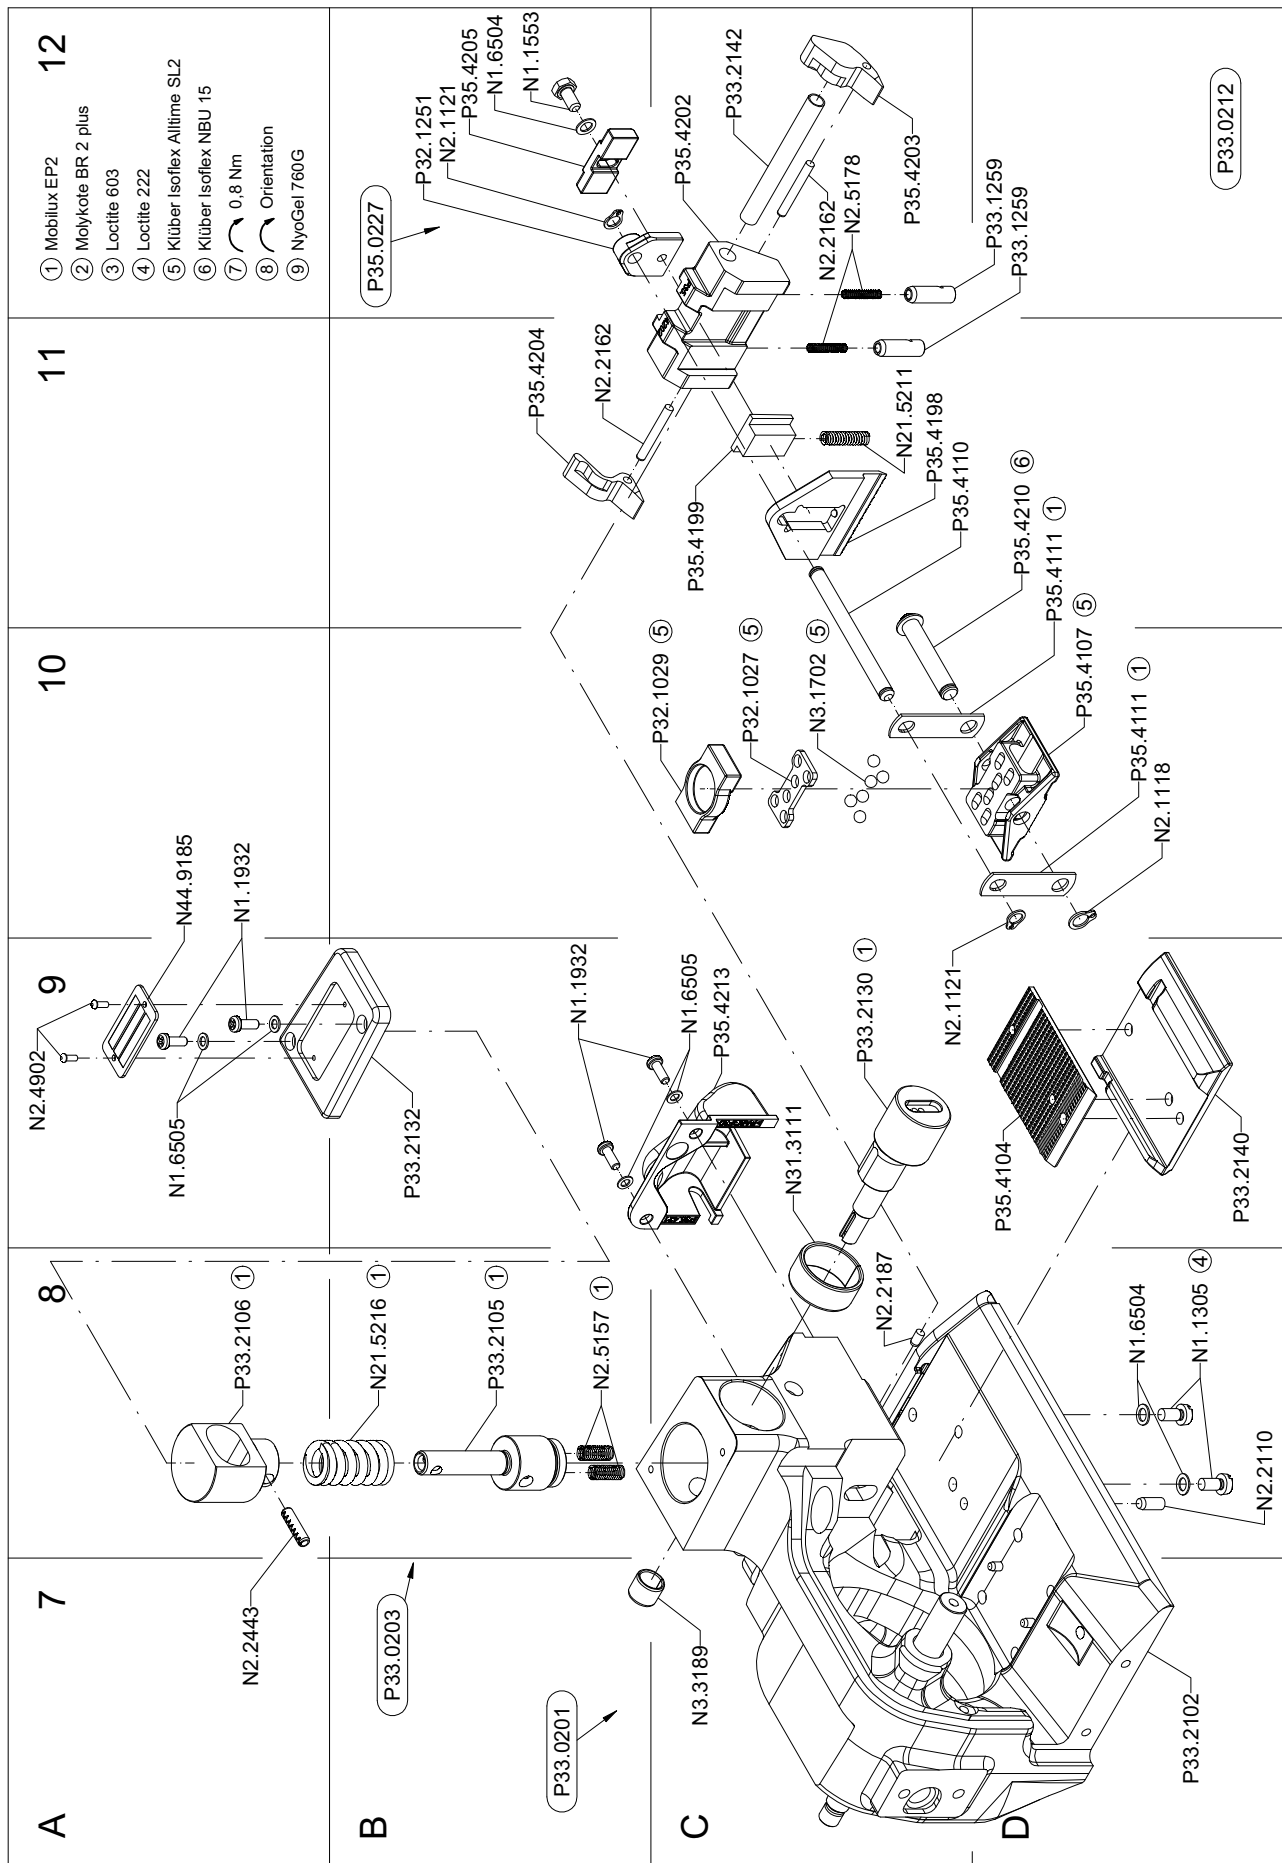 A
B
C
D
7
8
9
10
11
12
① Mobilux EP2
② Molykote BR 2 plus
③ Loctite 603
④ Loctite 222
⑤ Klüber Isoflex Alltime SL2
⑥ Klüber Isoflex NBU 15
⑦ 0,8 Nm
⑧ Orientation
⑨ NyoGel 760G
N2.2443
P33.2106 ①
N21.5216 ①
P33.2105 ①
N2.5157 ①
P33.0203
P33.0201
N3.3189
P33.2102
N2.4902
N44.9185
N1.6505
N1.1932
P33.2132
N1.1932
N1.6505
P35.4213
N31.3111
P33.2130 ①
N2.2187
P35.4104
P33.2140
N1.6504
N1.1305 ④
N2.2110
P32.1029 ⑤
P32.1027 ⑤
N3.1702 ⑤
N2.1121
N2.1118
P35.4111 ①
P35.4107 ⑤
P35.4111 ①
P35.4210 ⑥
P35.4110
P35.4198
N21.5211
P35.4199
P35.4204
N2.2162
P35.0227
P32.1251
N2.1121
P35.4205
N1.6504
N1.1553
P35.4202
P33.2142
N2.2162
N2.5178
P35.4203
P33.1259
P33.1259
P33.0212